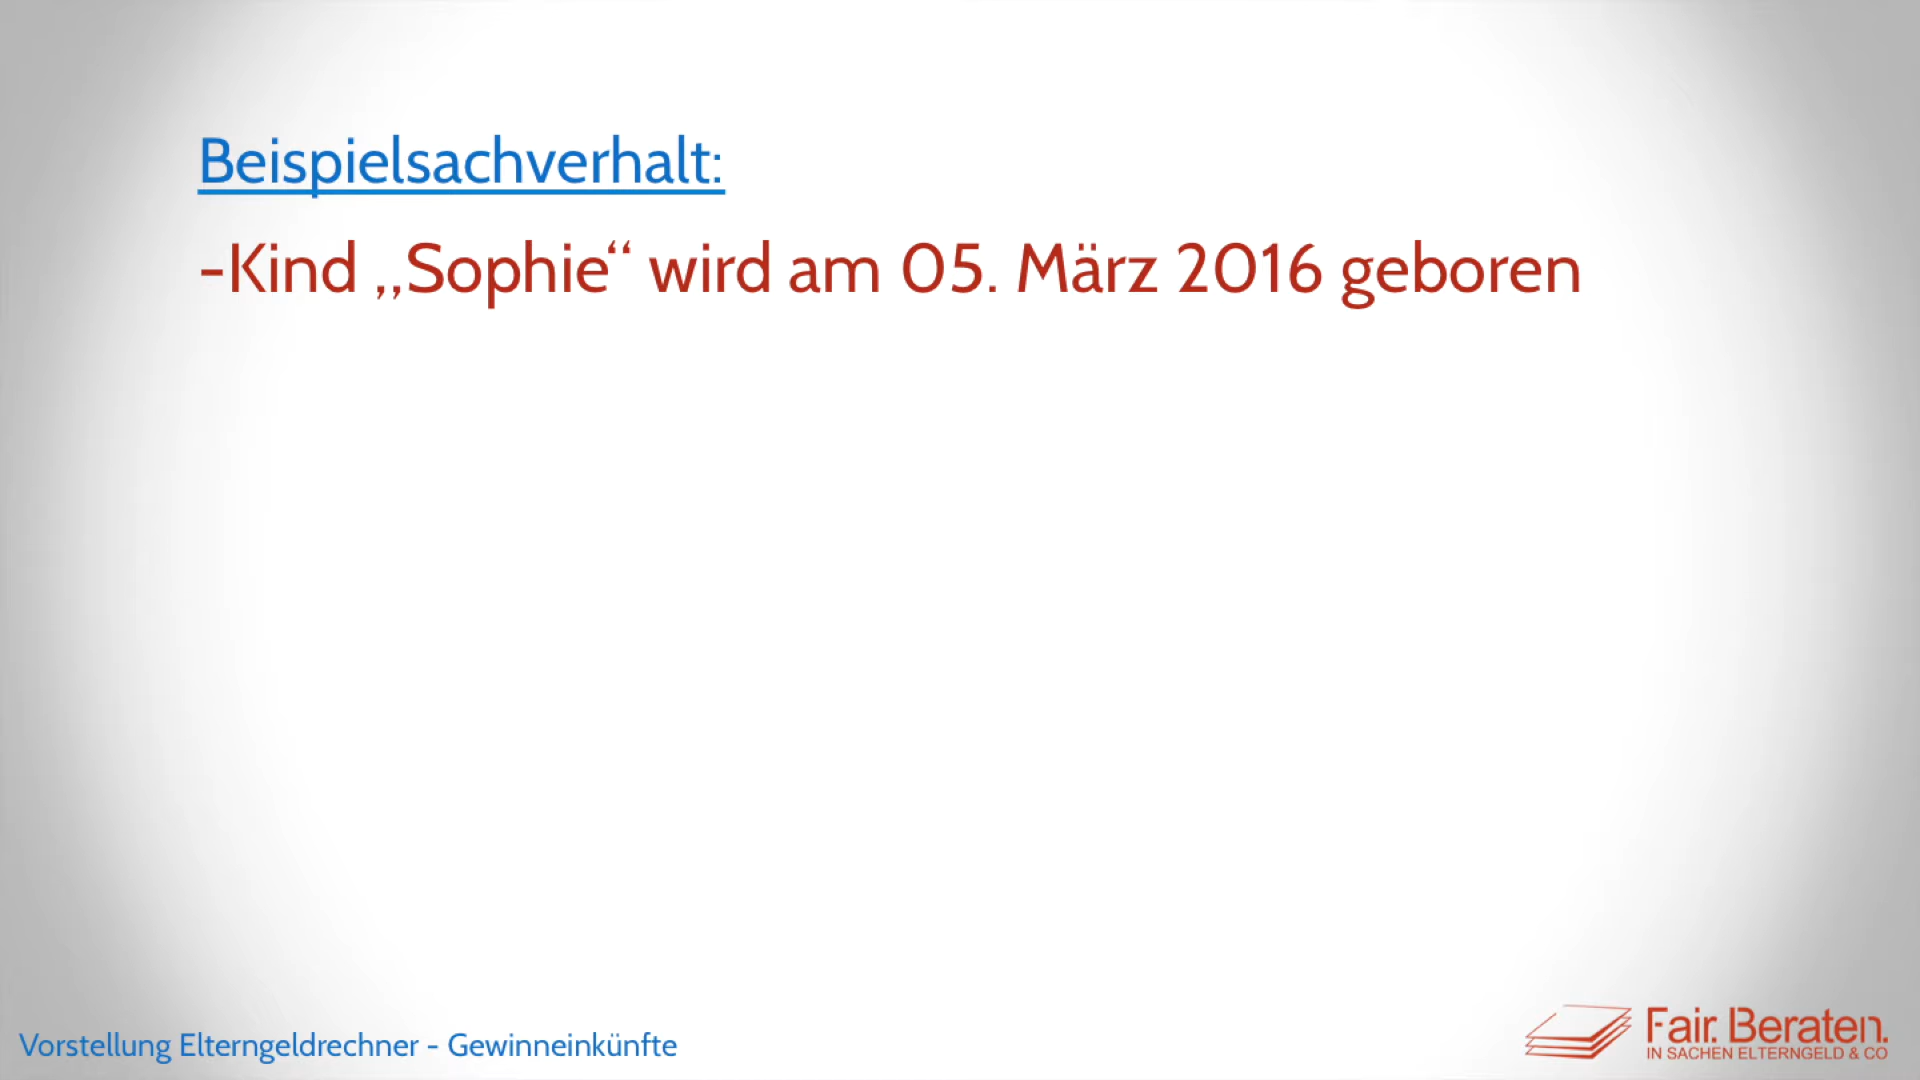 Beispielsachverhalt:
-Kind „Sophie“ wird am 05. März 2016 geboren
Vorstellung Elterngeldrechner - Gewinneinkünfte
Fair. Beraten.
IN SACHEN ELTERNGELD & CO